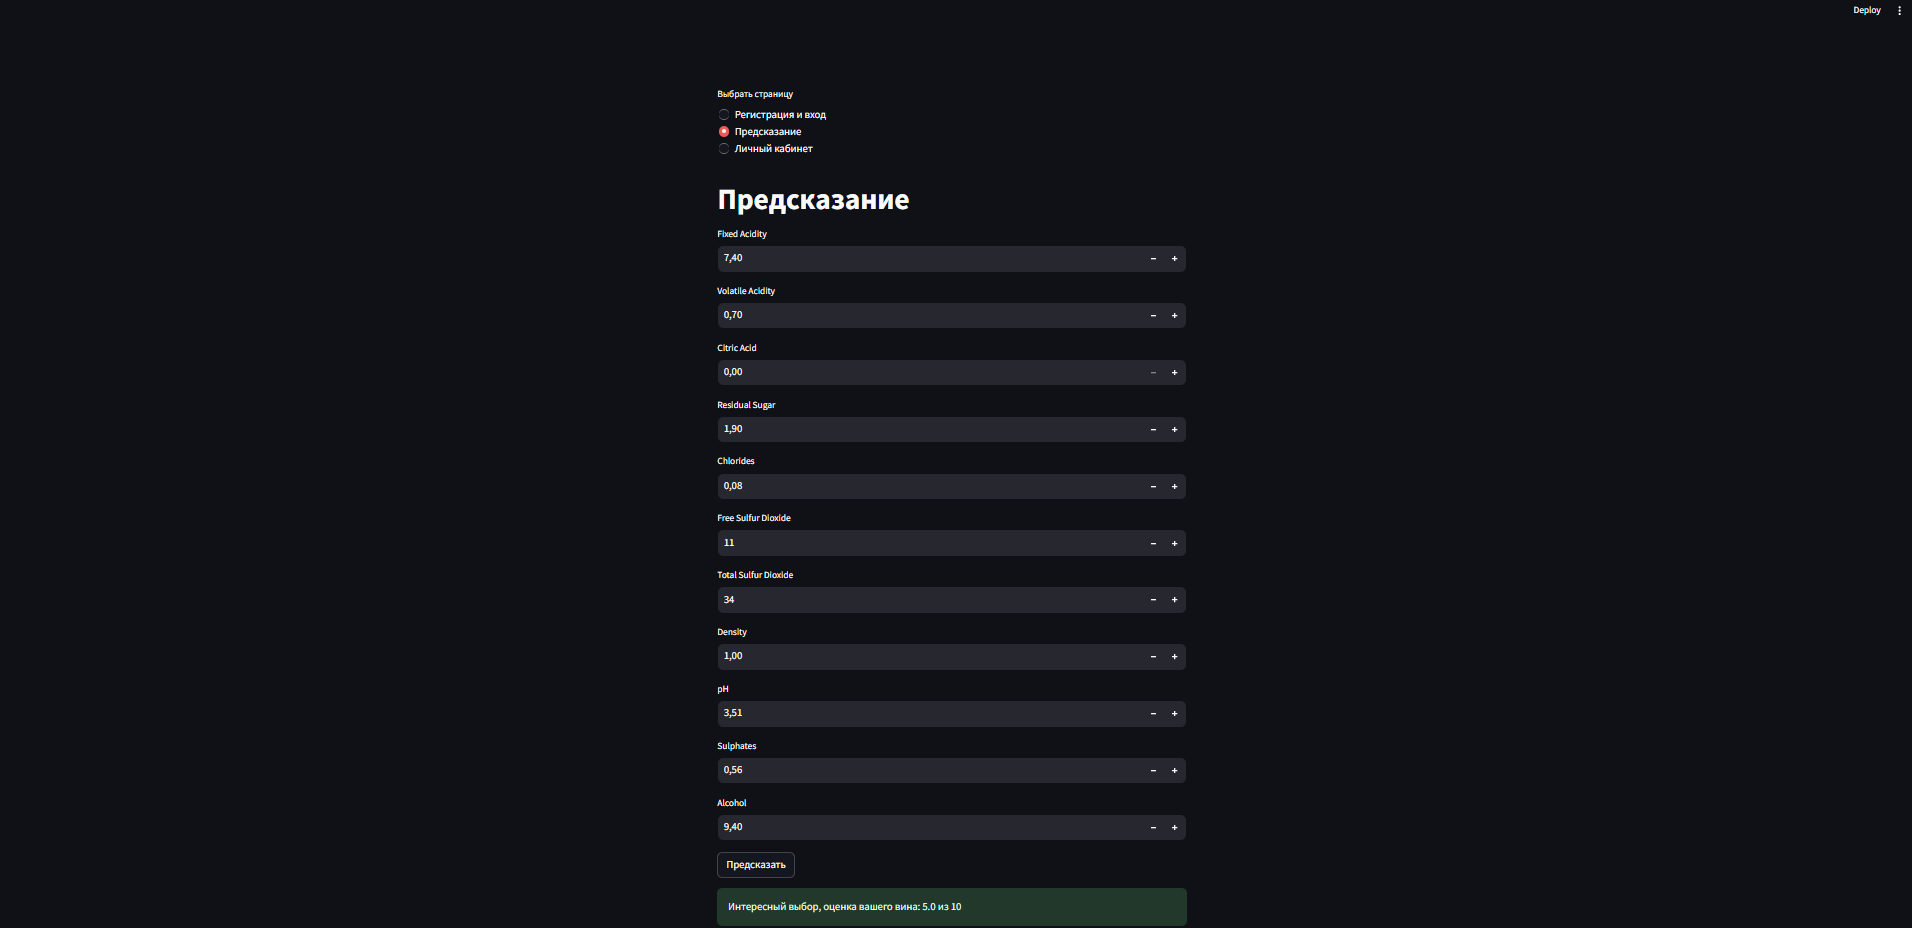 Deploy
Выбрать страницу
Регистрация и вход
Предсказание
Личный кабинет
Предсказание
Fixed Acidity
7,40
Volatile Acidity
0,70
Citric Acid
0,00
Residual Sugar
1,90
Chlorides
0,08
Free Sulfur Dioxide
11
Total Sulfur Dioxide
34
Density
1,00
pH
3,51
Sulphates
0,56
Alcohol
9,40
Предсказать
Интересный выбор, оценка вашего вина: 5.0 из 10